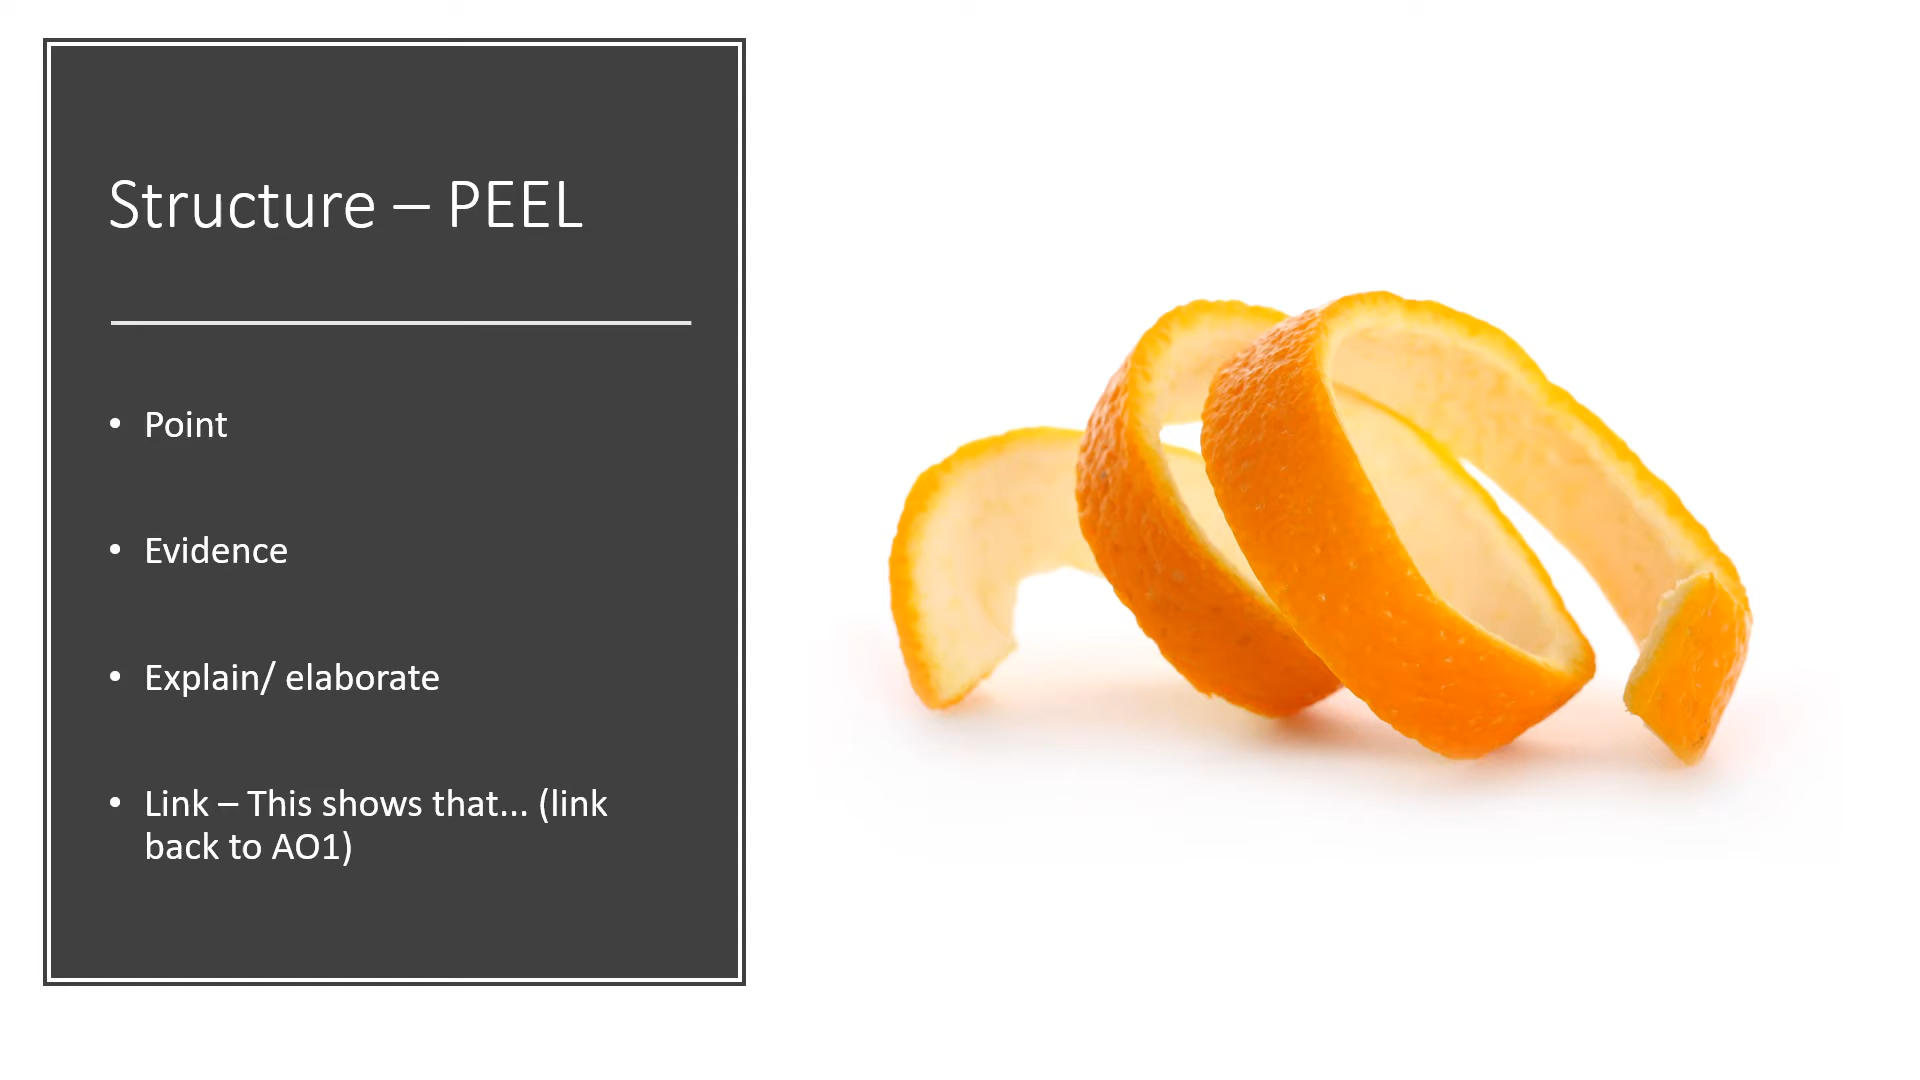 Structure – PEEL
• Point
• Evidence
• Explain/ elaborate
• Link – This shows that... (link
back to AO1)